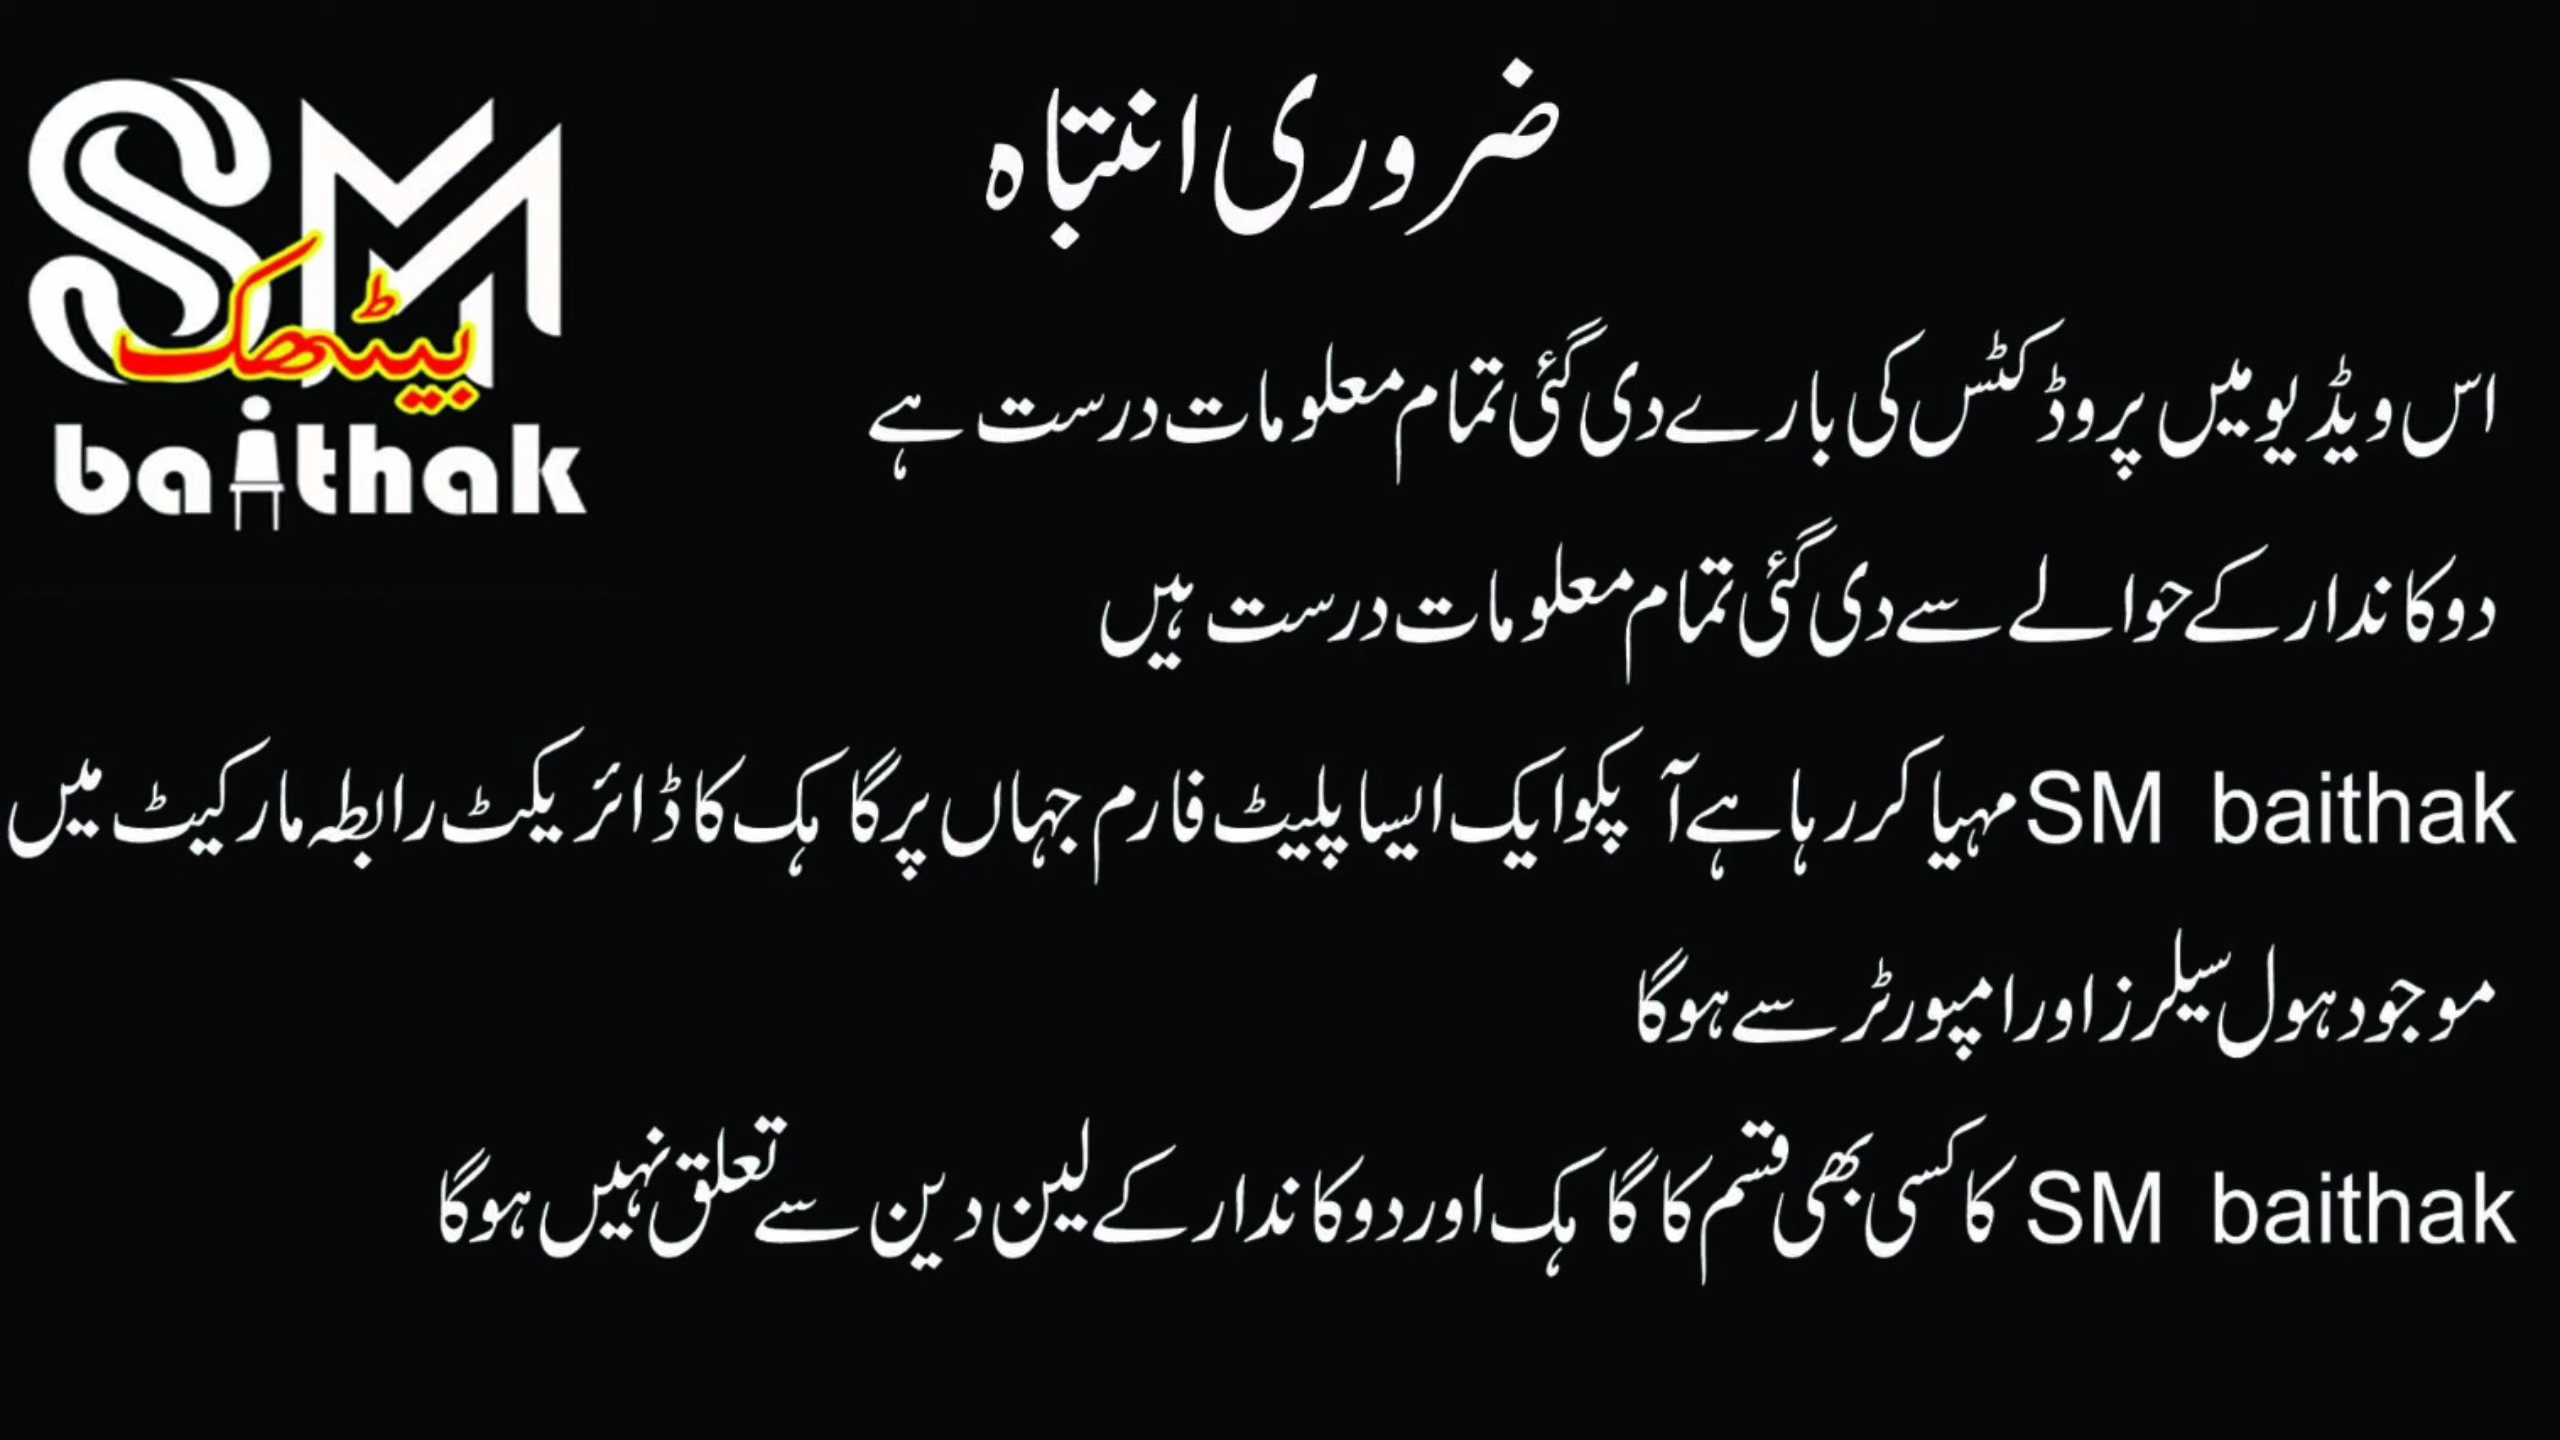 SM
بیٹھک
baithak
ضروری انتباہ
اس ویڈیو میں پروڈکٹس کی بارے دی گئی تمام معلومات درست ہے
دوکاندار کے حوالے سے دی گئی تمام معلومات درست ہیں
SM baithak مہیا کر رہا ہے آپکو ایک ایسا پلیٹ فارم جہاں پر گاہک کا ڈائریکٹ رابطہ مارکیٹ میں
موجود ہول سیلرز اور امپورٹر سے ہوگا
SM baithak کا کسی بھی قسم کا گاہک اور دوکاندار کے لین دین سے تعلق نہیں ہوگا